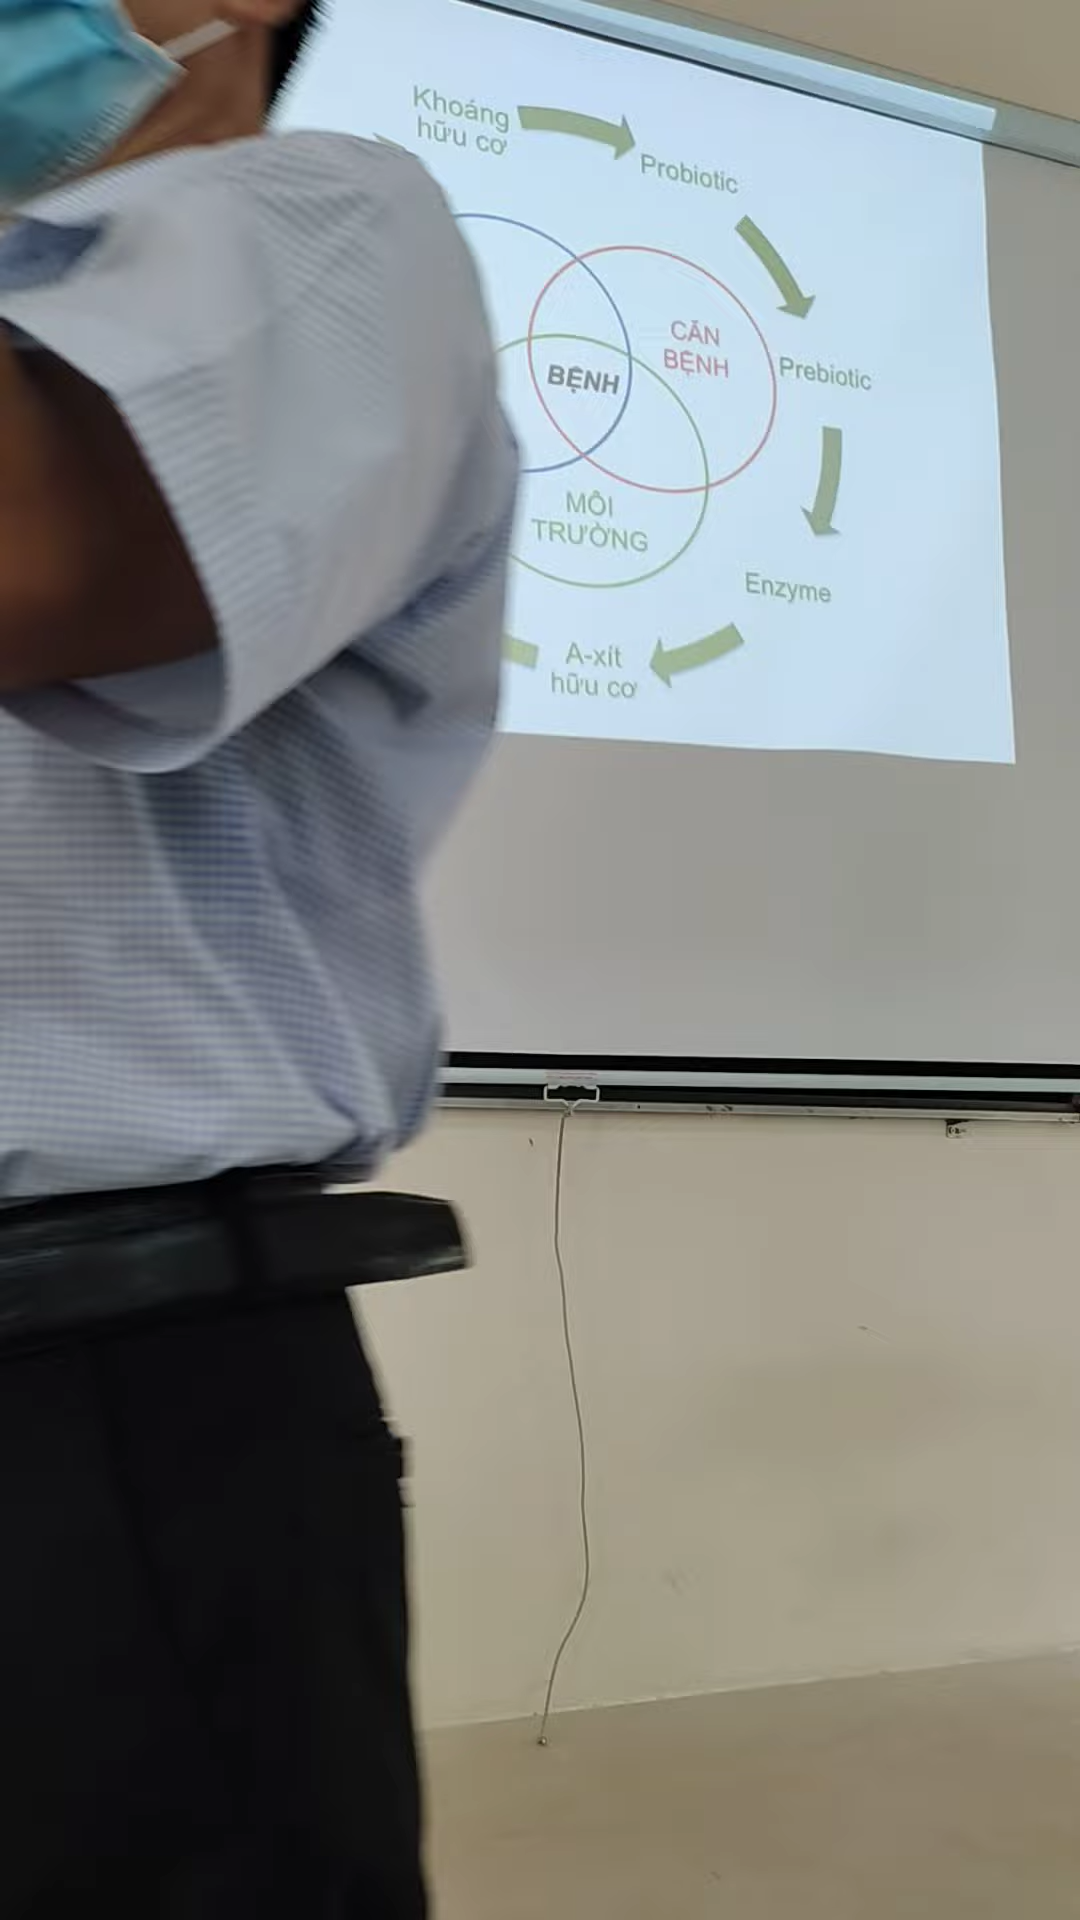 Khoáng
hữu cơ
Probiotic
CĂN
BỆNH
Prebiotic
BỆNH
MÔI
TRƯỜNG
Enzyme
A-xít
hữu cơ